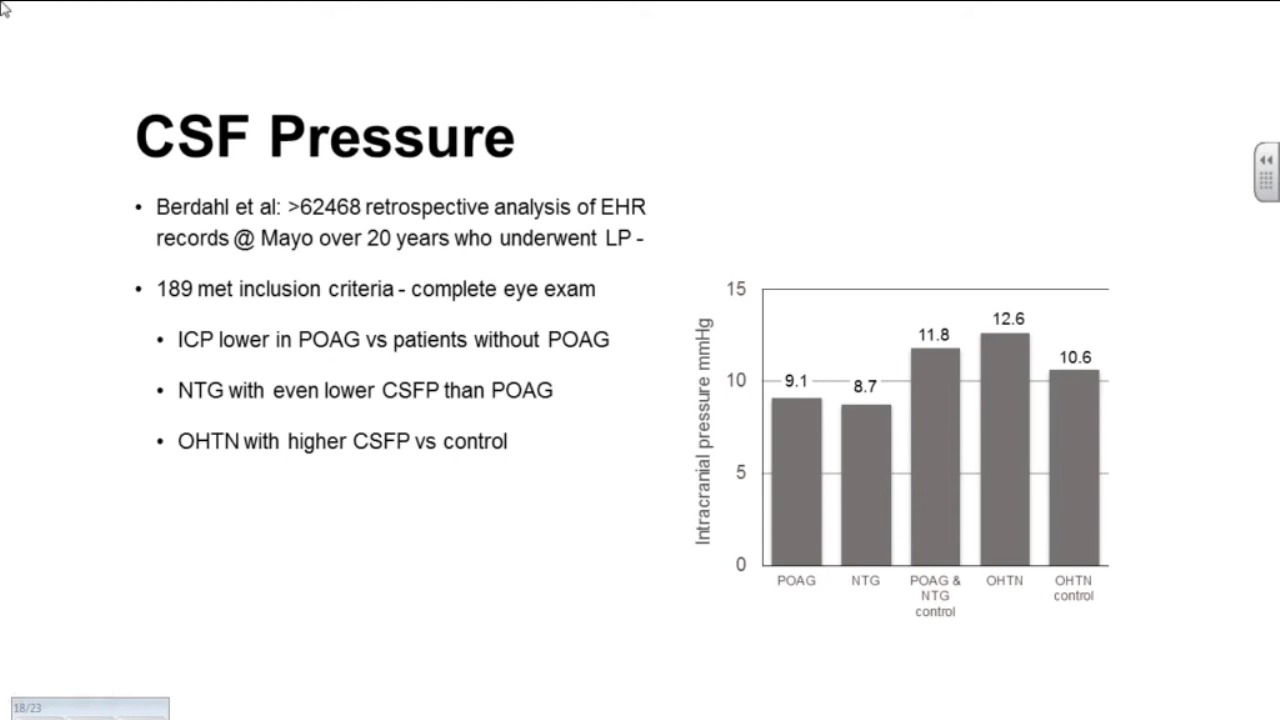 CSF Pressure
• Berdahl et al: >62468 retrospective analysis of EHR
records @ Mayo over 20 years who underwent LP -
• 189 met inclusion criteria - complete eye exam
• ICP lower in POAG vs patients without POAG
• NTG with even lower CSFP than POAG
• OHTN with higher CSFP vs control
Intracranial pressure mmHg
15
10
5
0
9.1
8.7
11.8
12.6
10.6
POAG
NTG
POAG &
NTG
control
OHTN
OHTN
control
18/23